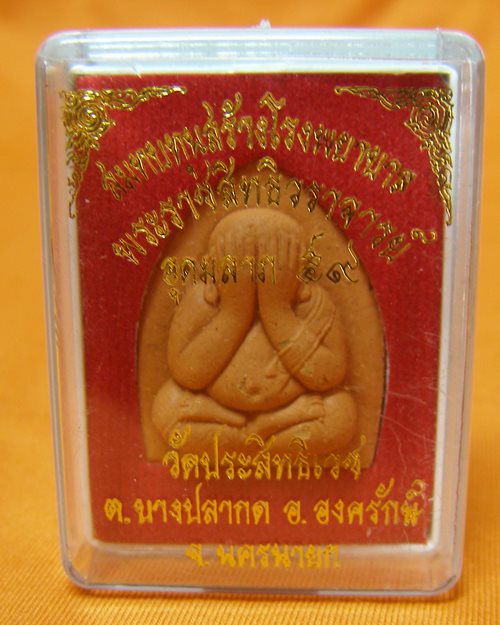 สมทบทุนสร้างโรงพยาบาล
พระราชสิทธิวราจารย์
อุดมลาภ ๕๙
วัดประสิทธิเวช
ต. บางปลากด อ. องครักษ์
จ. นครนายก